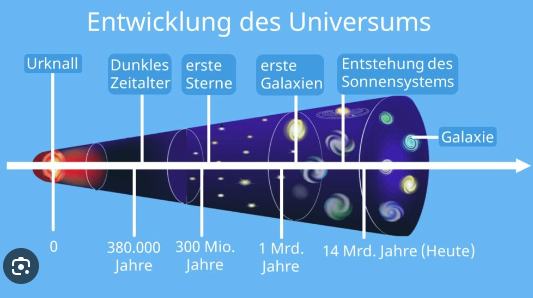 Entwicklung des Universums
Urknall
Dunkles
Zeitalter
erste
Sterne
erste
Galaxien
Entstehung des
Sonnensystems
Galaxie
0
380.000
Jahre
300 Mio.
Jahre
1 Mrd.
Jahre
14 Mrd. Jahre (Heute)